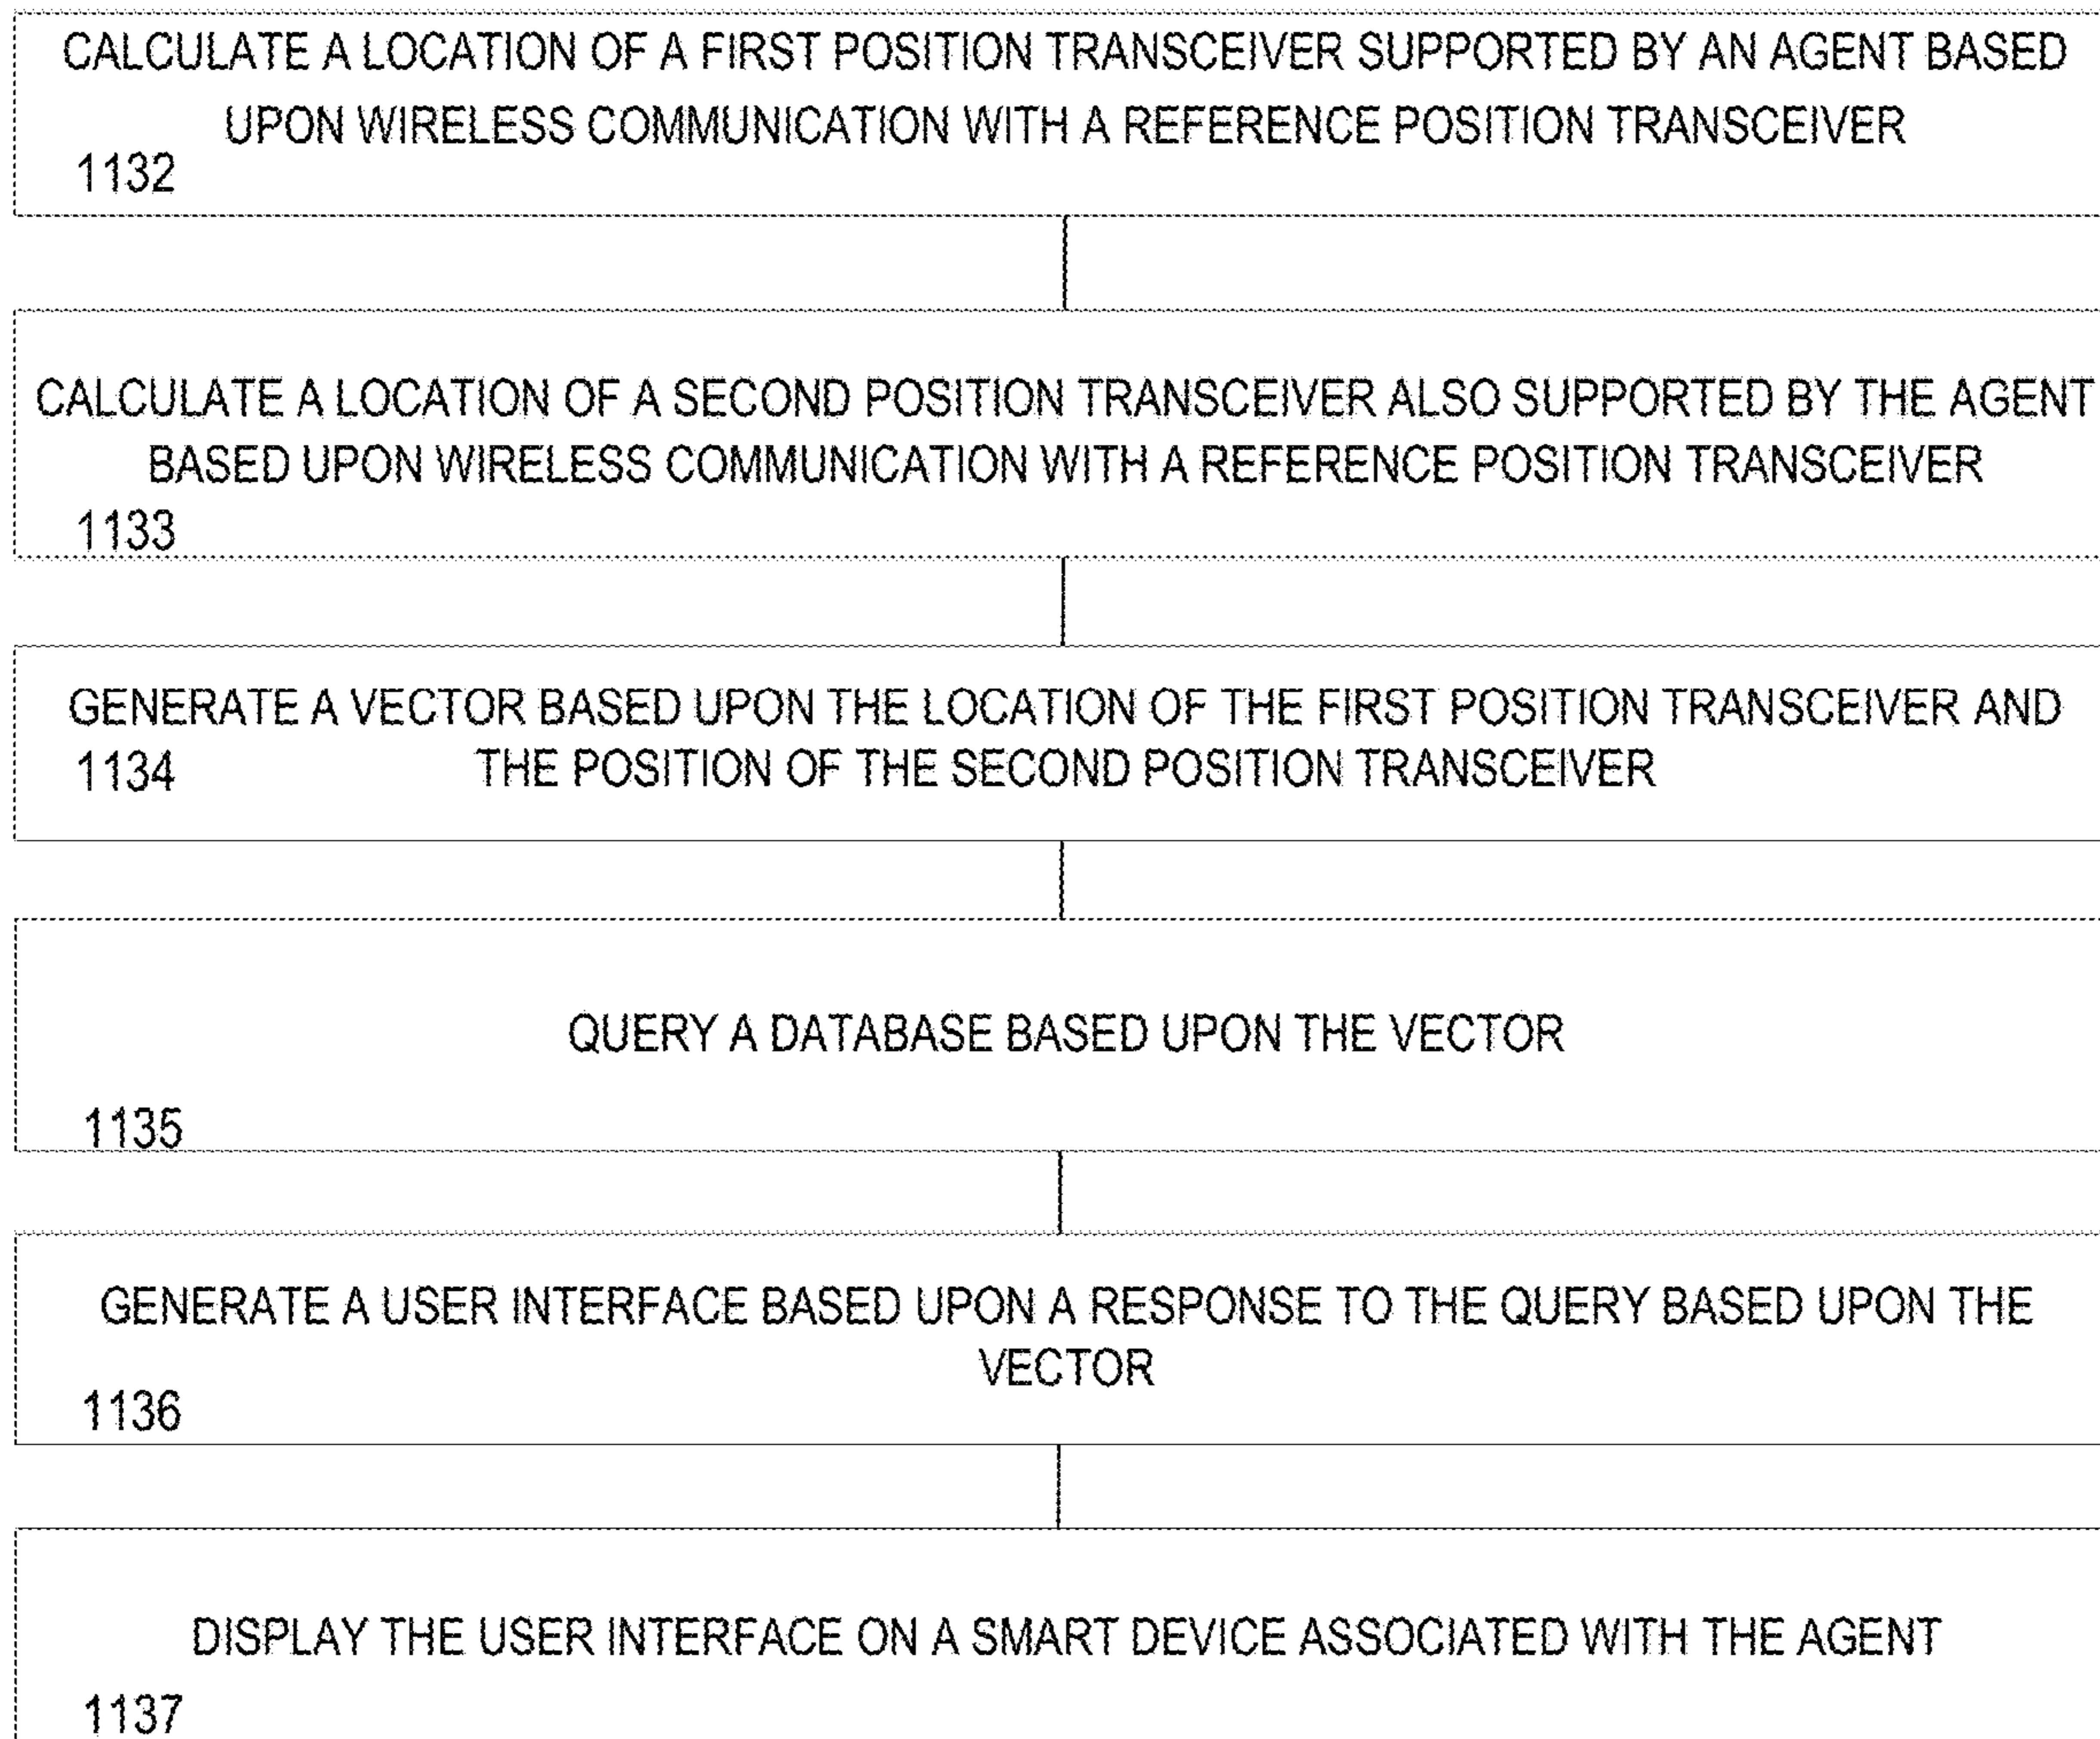 CALCULATE A LOCATION OF A FIRST POSITION TRANSCEIVER SUPPORTED BY AN AGENT BASED
UPON WIRELESS COMMUNICATION WITH A REFERENCE POSITION TRANSCEIVER
1132
CALCULATE A LOCATION OF A SECOND POSITION TRANSCEIVER ALSO SUPPORTED BY THE AGENT
BASED UPON WIRELESS COMMUNICATION WITH A REFERENCE POSITION TRANSCEIVER
1133
GENERATE A VECTOR BASED UPON THE LOCATION OF THE FIRST POSITION TRANSCEIVER AND
1134 THE POSITION OF THE SECOND POSITION TRANSCEIVER
QUERY A DATABASE BASED UPON THE VECTOR
1135
GENERATE A USER INTERFACE BASED UPON A RESPONSE TO THE QUERY BASED UPON THE
VECTOR
1136
DISPLAY THE USER INTERFACE ON A SMART DEVICE ASSOCIATED WITH THE AGENT
1137